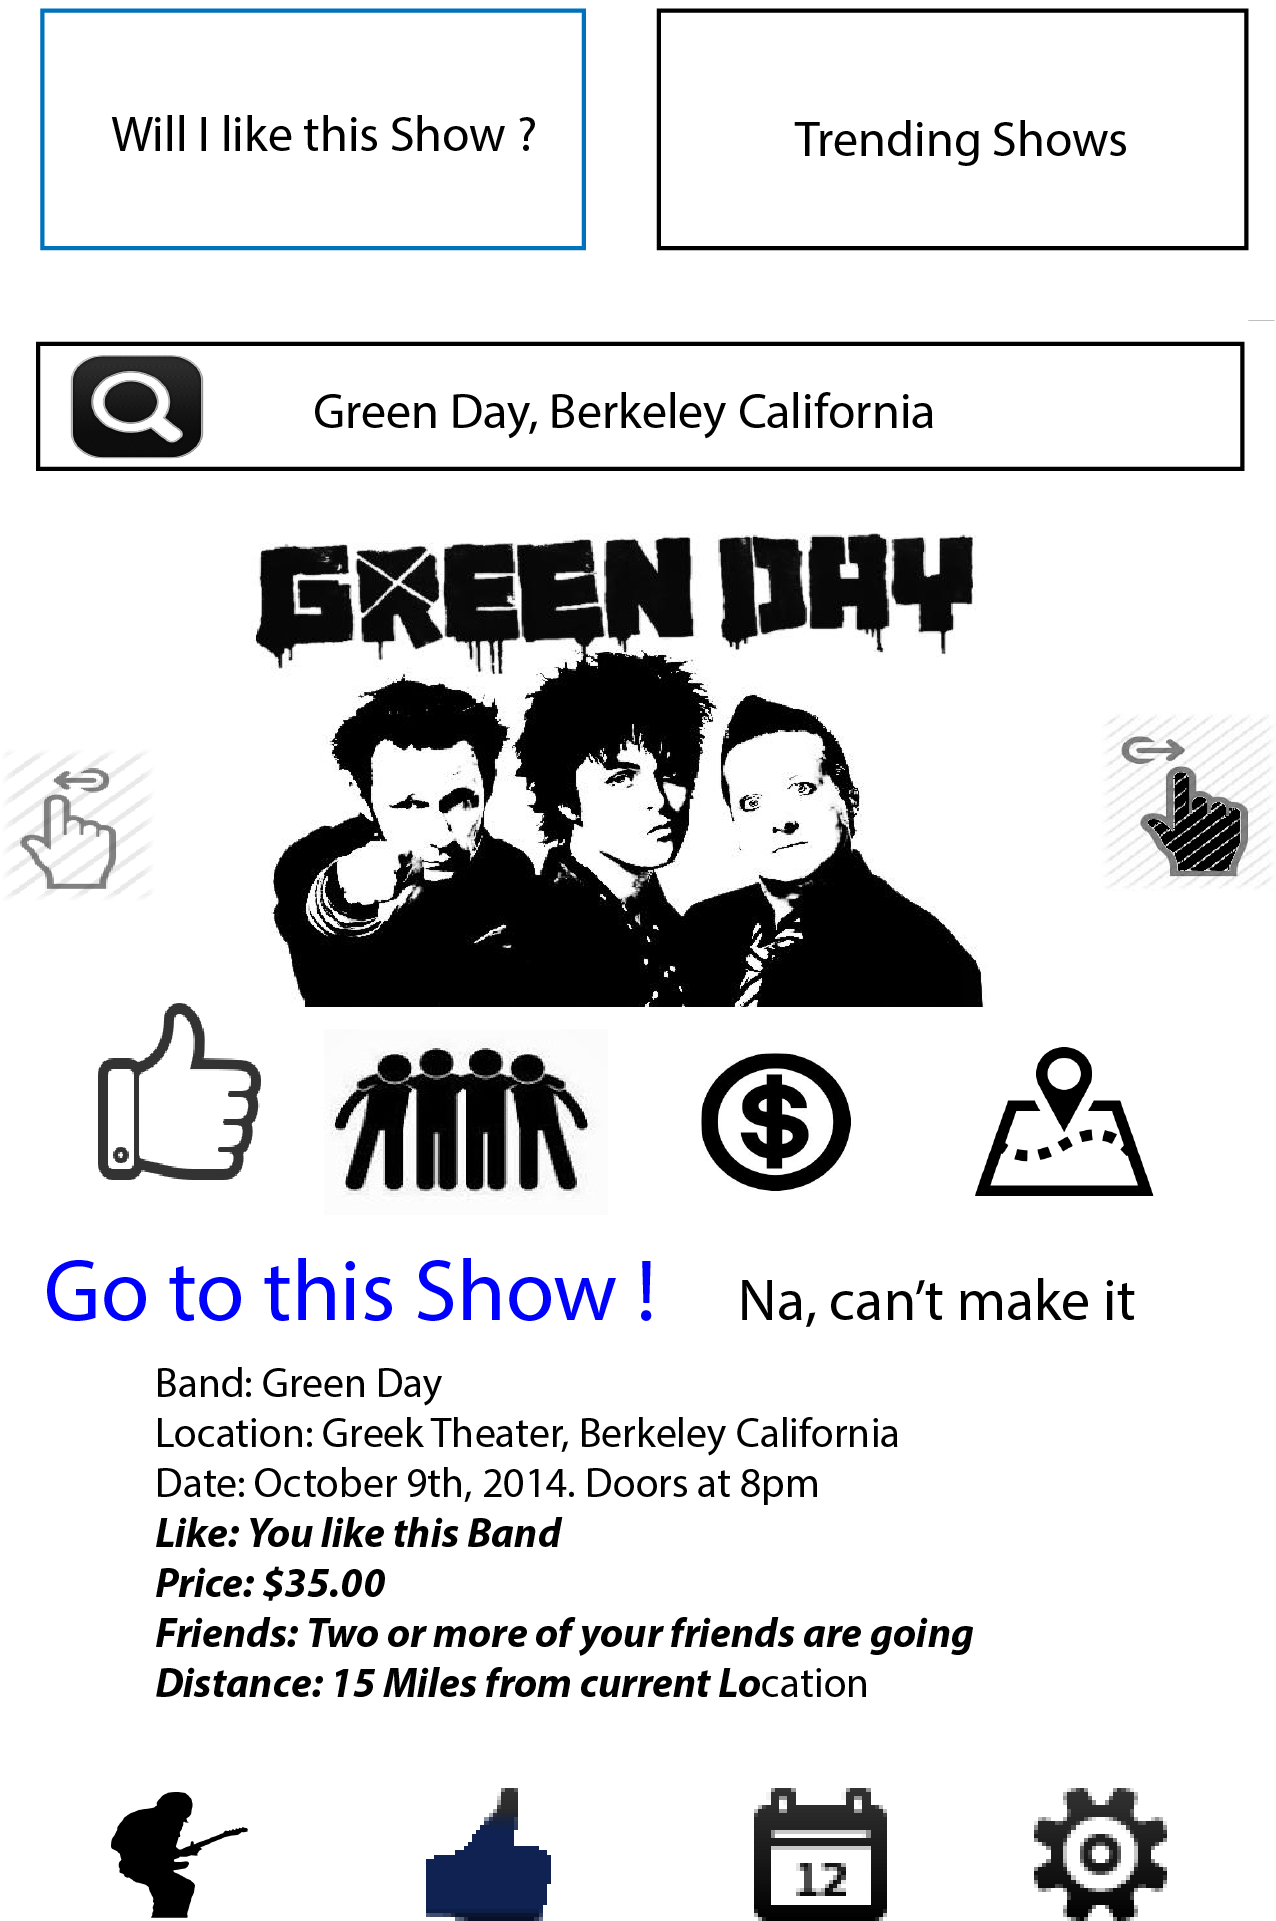 Will I like this Show ?
Trending Shows
Green Day, Berkeley California
GREEN DAY
$
Go to this Show !
Na, can’t make it
Band: Green Day
Location: Greek Theater, Berkeley California
Date: October 9th, 2014. Doors at 8pm
Like: You like this Band
Price: $35.00
Friends: Two or more of your friends are going
Distance: 15 Miles from current Location
12